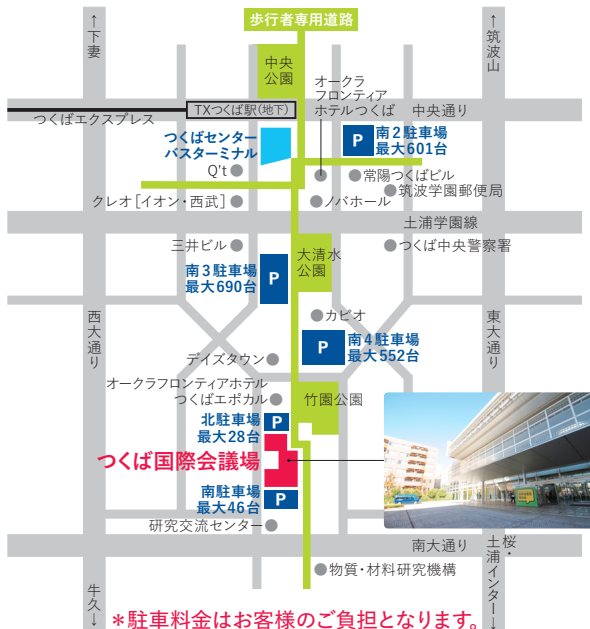 歩行者専用道路
↑下妻
↑筑波山
中央
公園
オークラ
フロンティア
ホテルつくば
中央通り
TXつくば駅(地下)
つくばエクスプレス
つくばセンター
バスターミナル
P
南2駐車場
最大601台
Q't
常陽つくばビル
筑波学園郵便局
クレオ[イオン・西武]
ノバホール
土浦学園線
三井ビル
大清水
公園
つくば中央警察署
南3駐車場
最大690台
P
カピオ
西大通り
東大通り
P
南4駐車場
最大552台
デイズタウン
オークラフロンティアホテル
つくばエポカル
竹園公園
北駐車場
最大28台
P
つくば国際会議場
南駐車場
最大46台
P
研究交流センター
南大通り
物質・材料研究機構
牛久↓
桜・
土浦インター↓
*駐車料金はお客様のご負担となります。